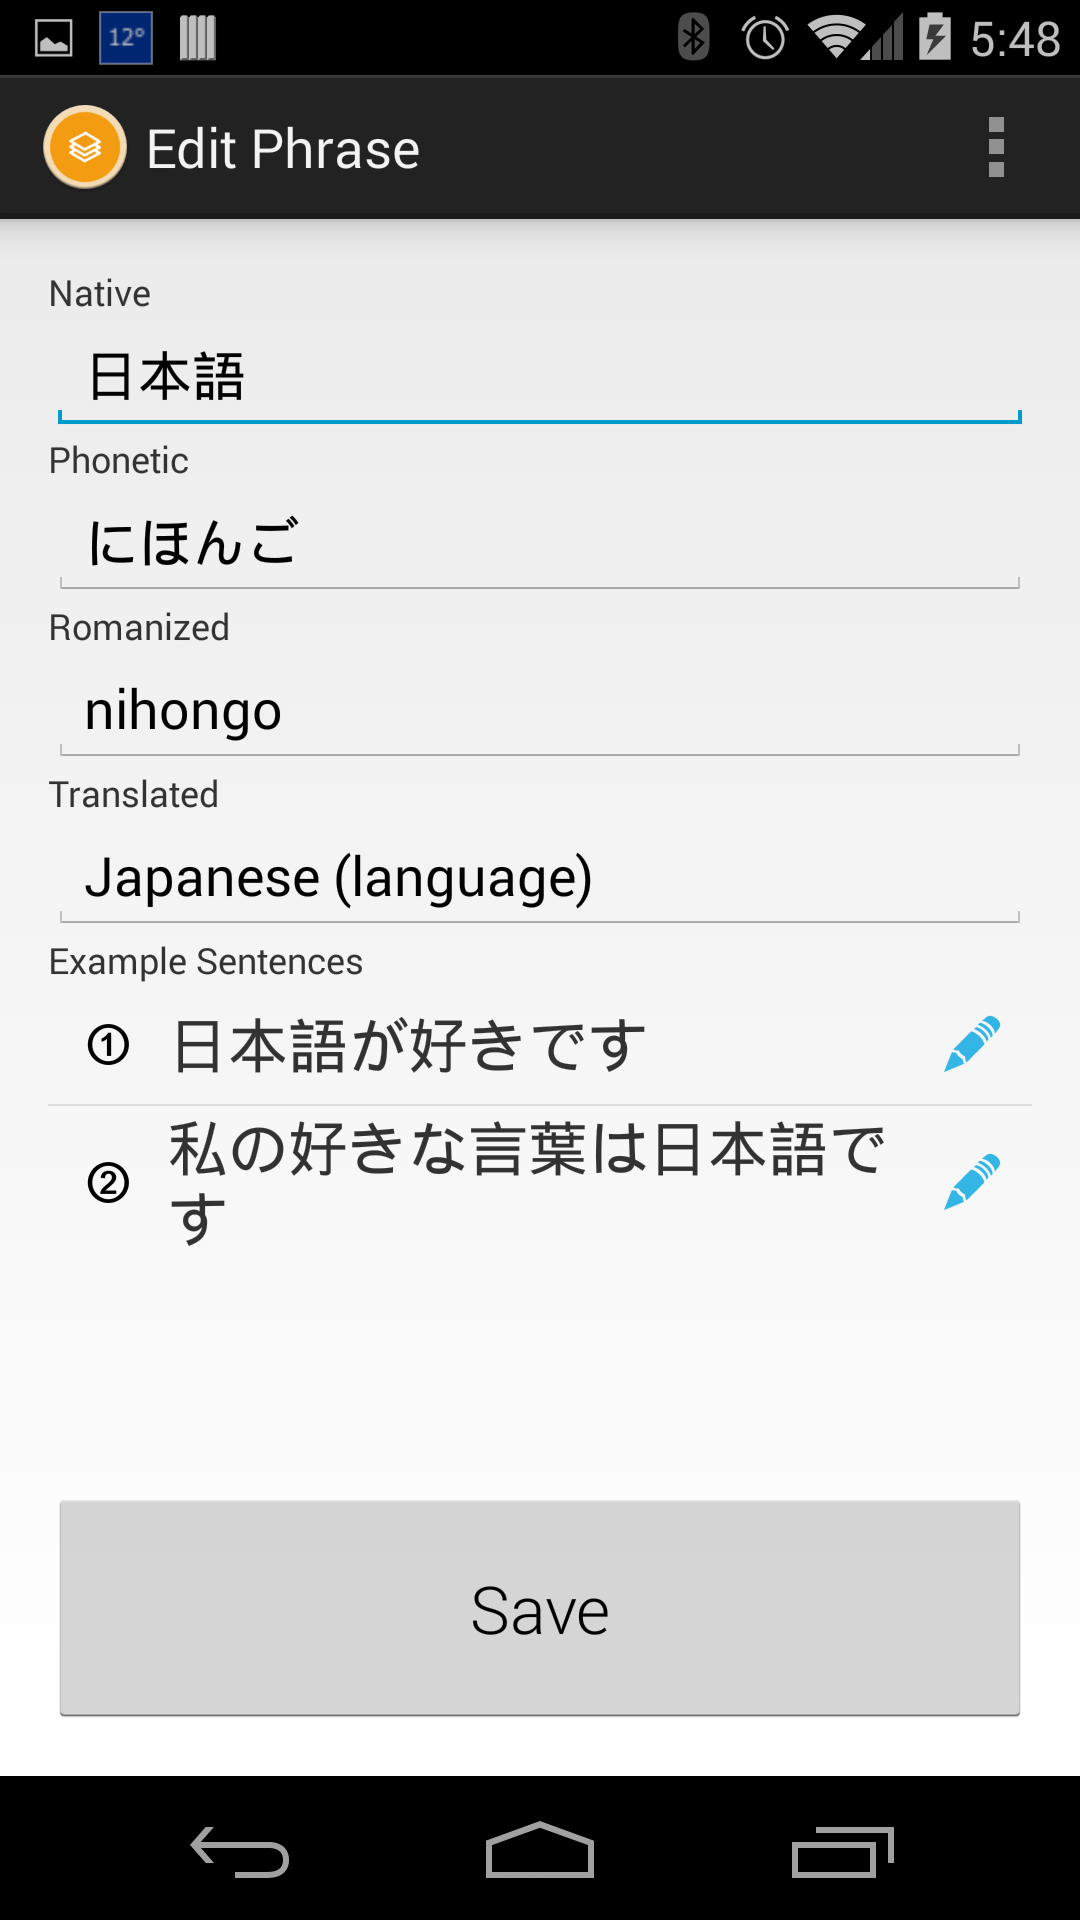 12° 5:48
Edit Phrase
Native
日本語
Phonetic
にほんご
Romanized
nihongo
Translated
Japanese (language)
Example Sentences
① 日本語が好きです
② 私の好きな言葉は日本語で
す
Save